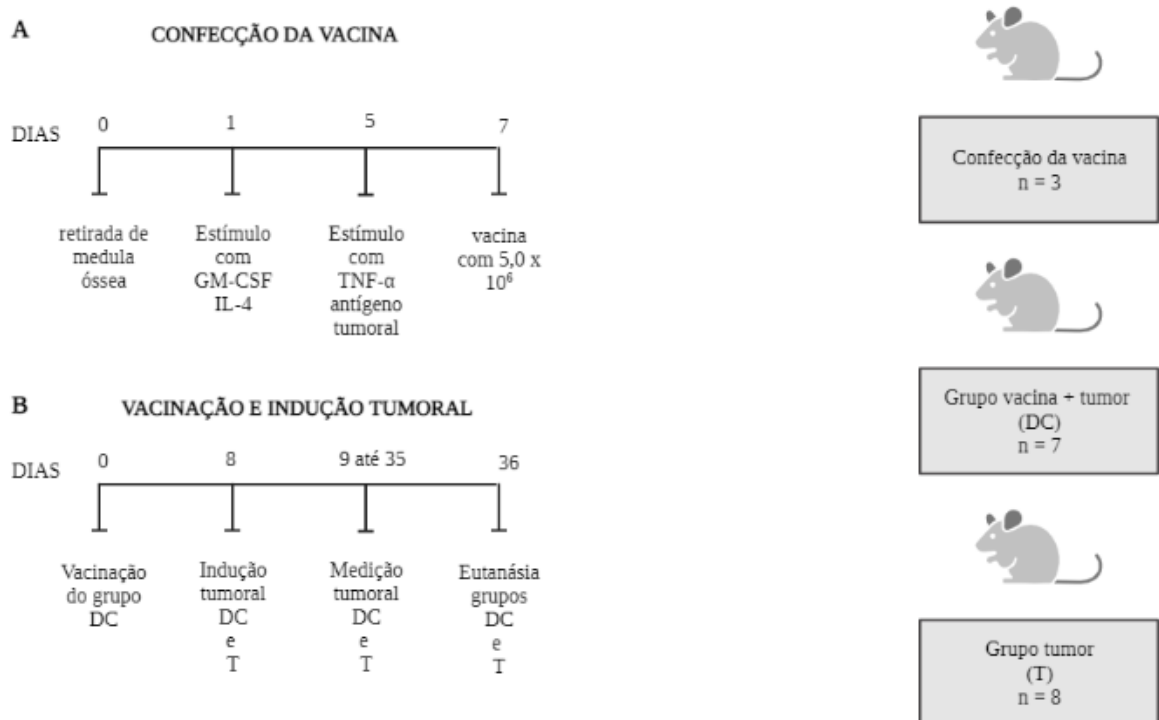 A
CONFECÇÃO DA VACINA
DIAS
0
1
5
7
retirada de
medula
óssea
Estímulo
com
GM-CSF
IL-4
Estímulo
com
TNF-α
antígeno
tumoral
vacina
com 5,0 x
10⁶
B
VACINAÇÃO E INDUÇÃO TUMORAL
DIAS
0
8
9 até 35
36
Vacinação
do grupo
DC
Indução
tumoral
DC
e
T
Medição
tumoral
DC
e
T
Eutanásia
grupos
DC
e
T
Confecção da vacina
n = 3
Grupo vacina + tumor
(DC)
n = 7
Grupo tumor
(T)
n = 8